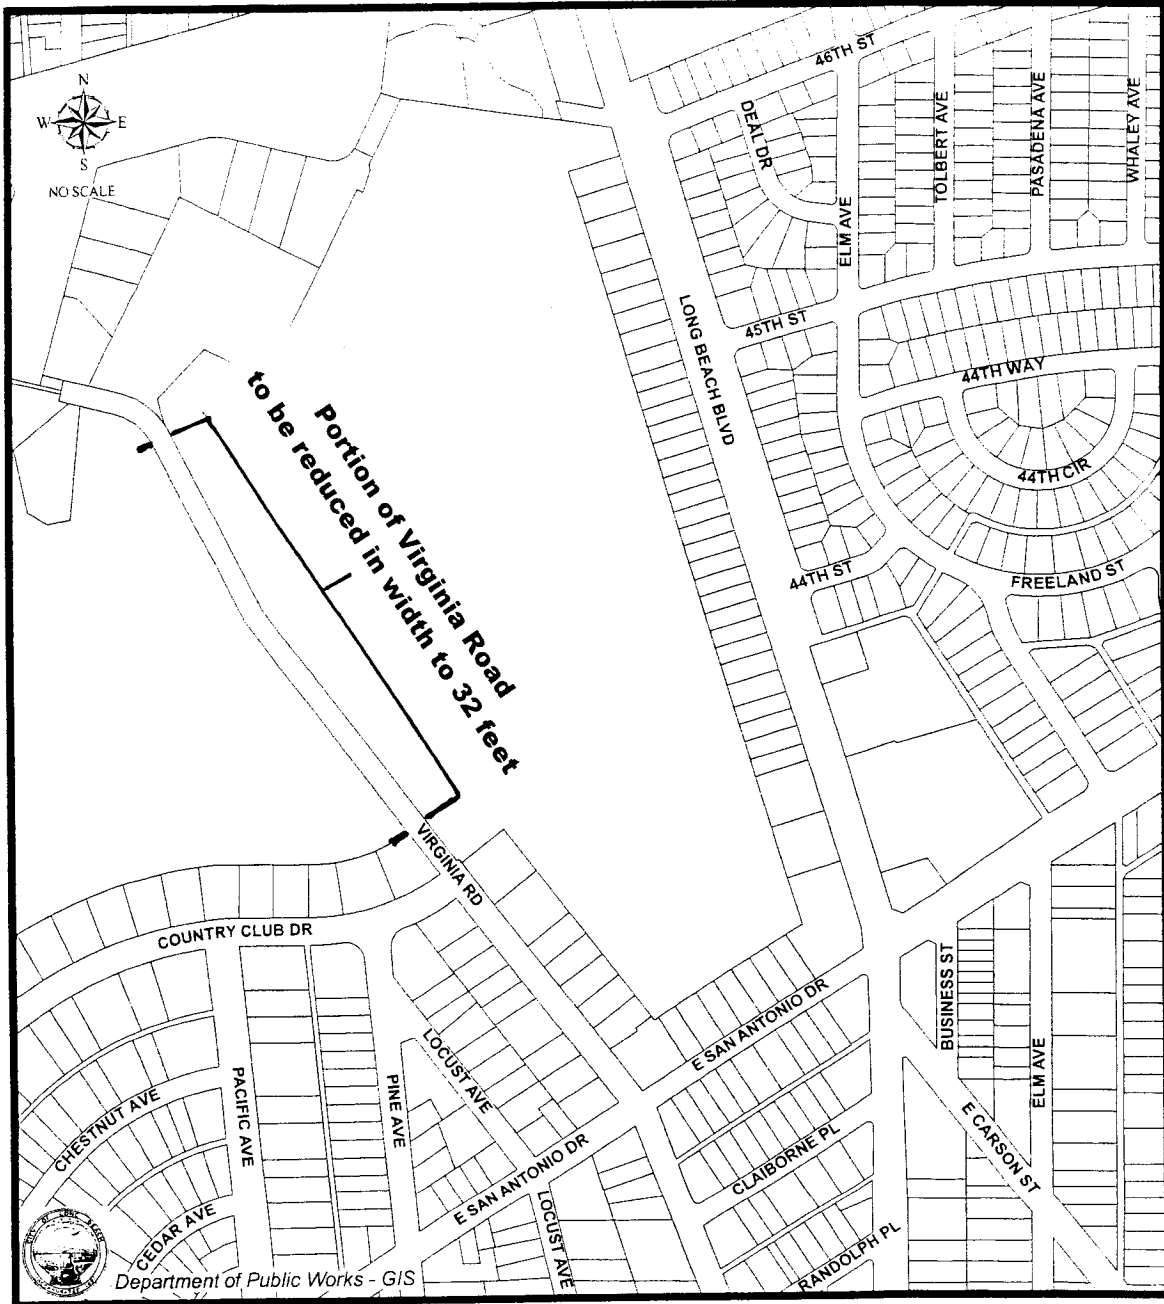 46TH ST
DEAL DR
TOLBERT AVE
PASADENA AVE
WHALEY AVE
N
W
E
S
NO SCALE
ELM AVE
LONG BEACH BLVD
45TH ST
44TH WAY
44TH CIR
Portion of Virginia Road
to be reduced in width to 32 feet
44TH ST
FREELAND ST
VIRGINIA RD
COUNTRY CLUB DR
BUSINESS ST
E SAN ANTONIO DR
LOCUST AVE
ELM AVE
PACIFIC AVE
PINE AVE
CHESTNUT AVE
E CARSON ST
CLAIBORNE PL
E SAN ANTONIO DR
LOCUST AVE
CEDAR AVE
RANDOLPH PL
Department of Public Works - GIS